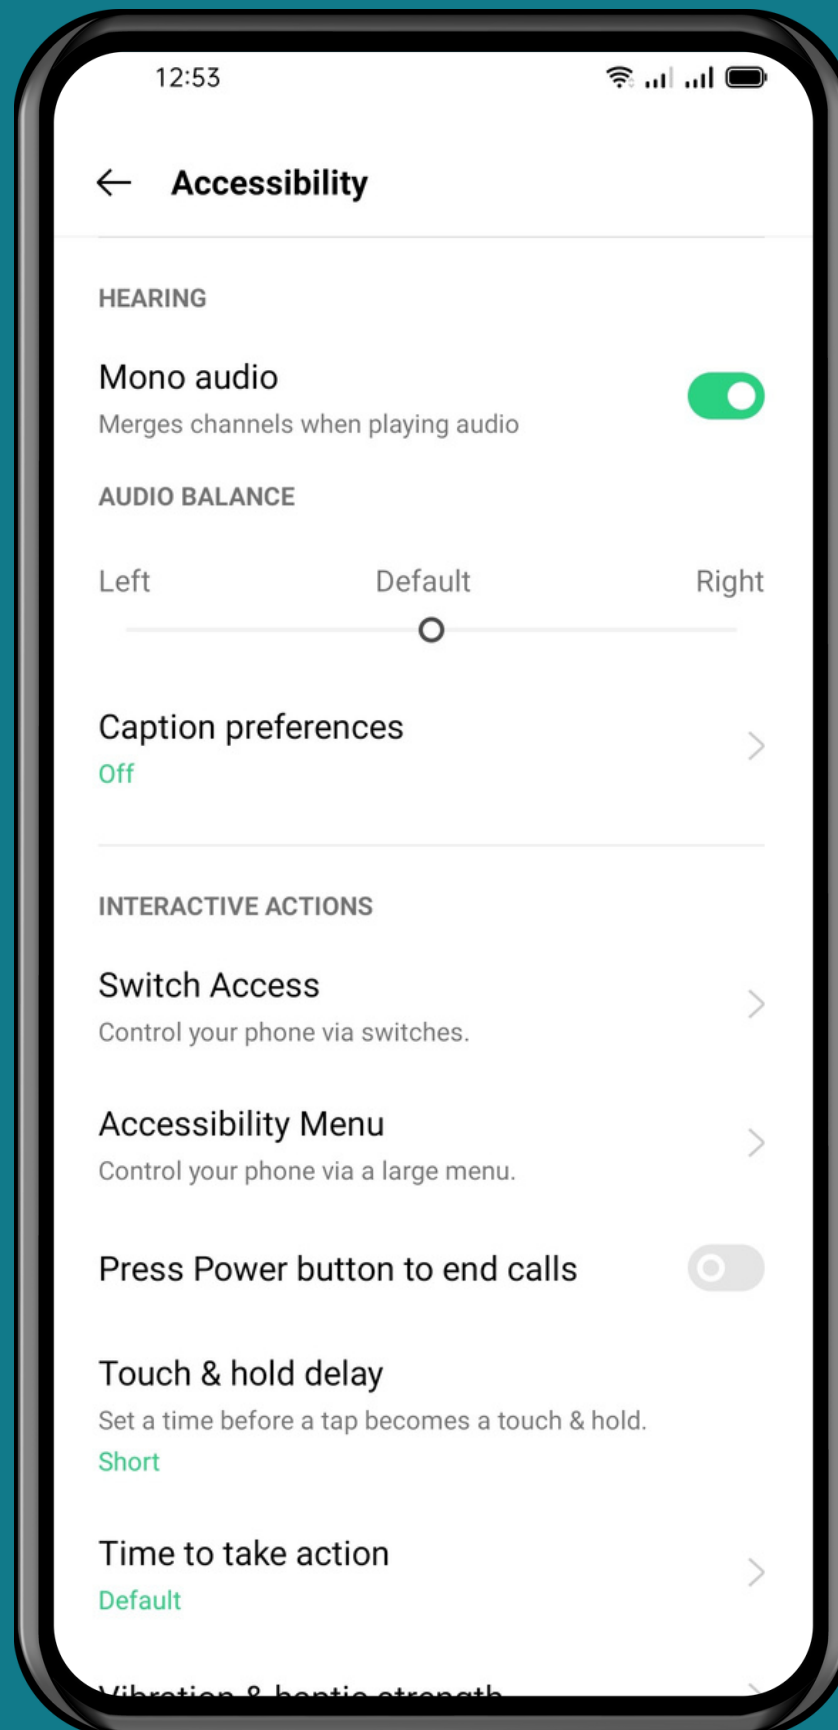 12:53
Accessibility
HEARING
Mono audio
Merges channels when playing audio
AUDIO BALANCE
Left Default Right
Caption preferences
Off
INTERACTIVE ACTIONS
Switch Access
Control your phone via switches.
Accessibility Menu
Control your phone via a large menu.
Press Power button to end calls
Touch & hold delay
Set a time before a tap becomes a touch & hold.
Short
Time to take action
Default
Vibration & haptic strength